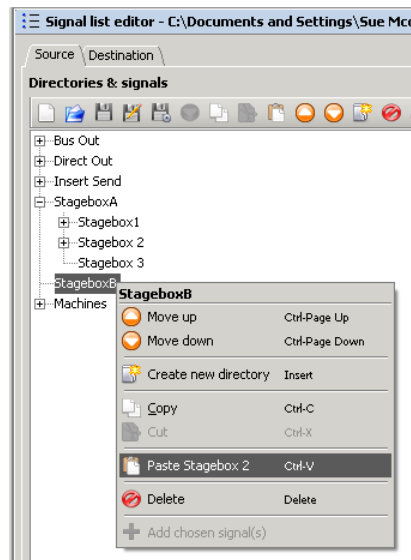 Signal list editor - C:\Documents and Settings\Sue Mcc
Source
Destination
Directories & signals
Bus Out
Direct Out
Insert Send
StageboxA
Stagebox1
Stagebox 2
Stagebox 3
StageboxB
Machines
StageboxB
Move up Ctrl-Page Up
Move down Ctrl-Page Down
Create new directory Insert
Copy Ctrl-C
Cut Ctrl-X
Paste Stagebox 2 Ctrl-V
Delete Delete
Add chosen signal(s)